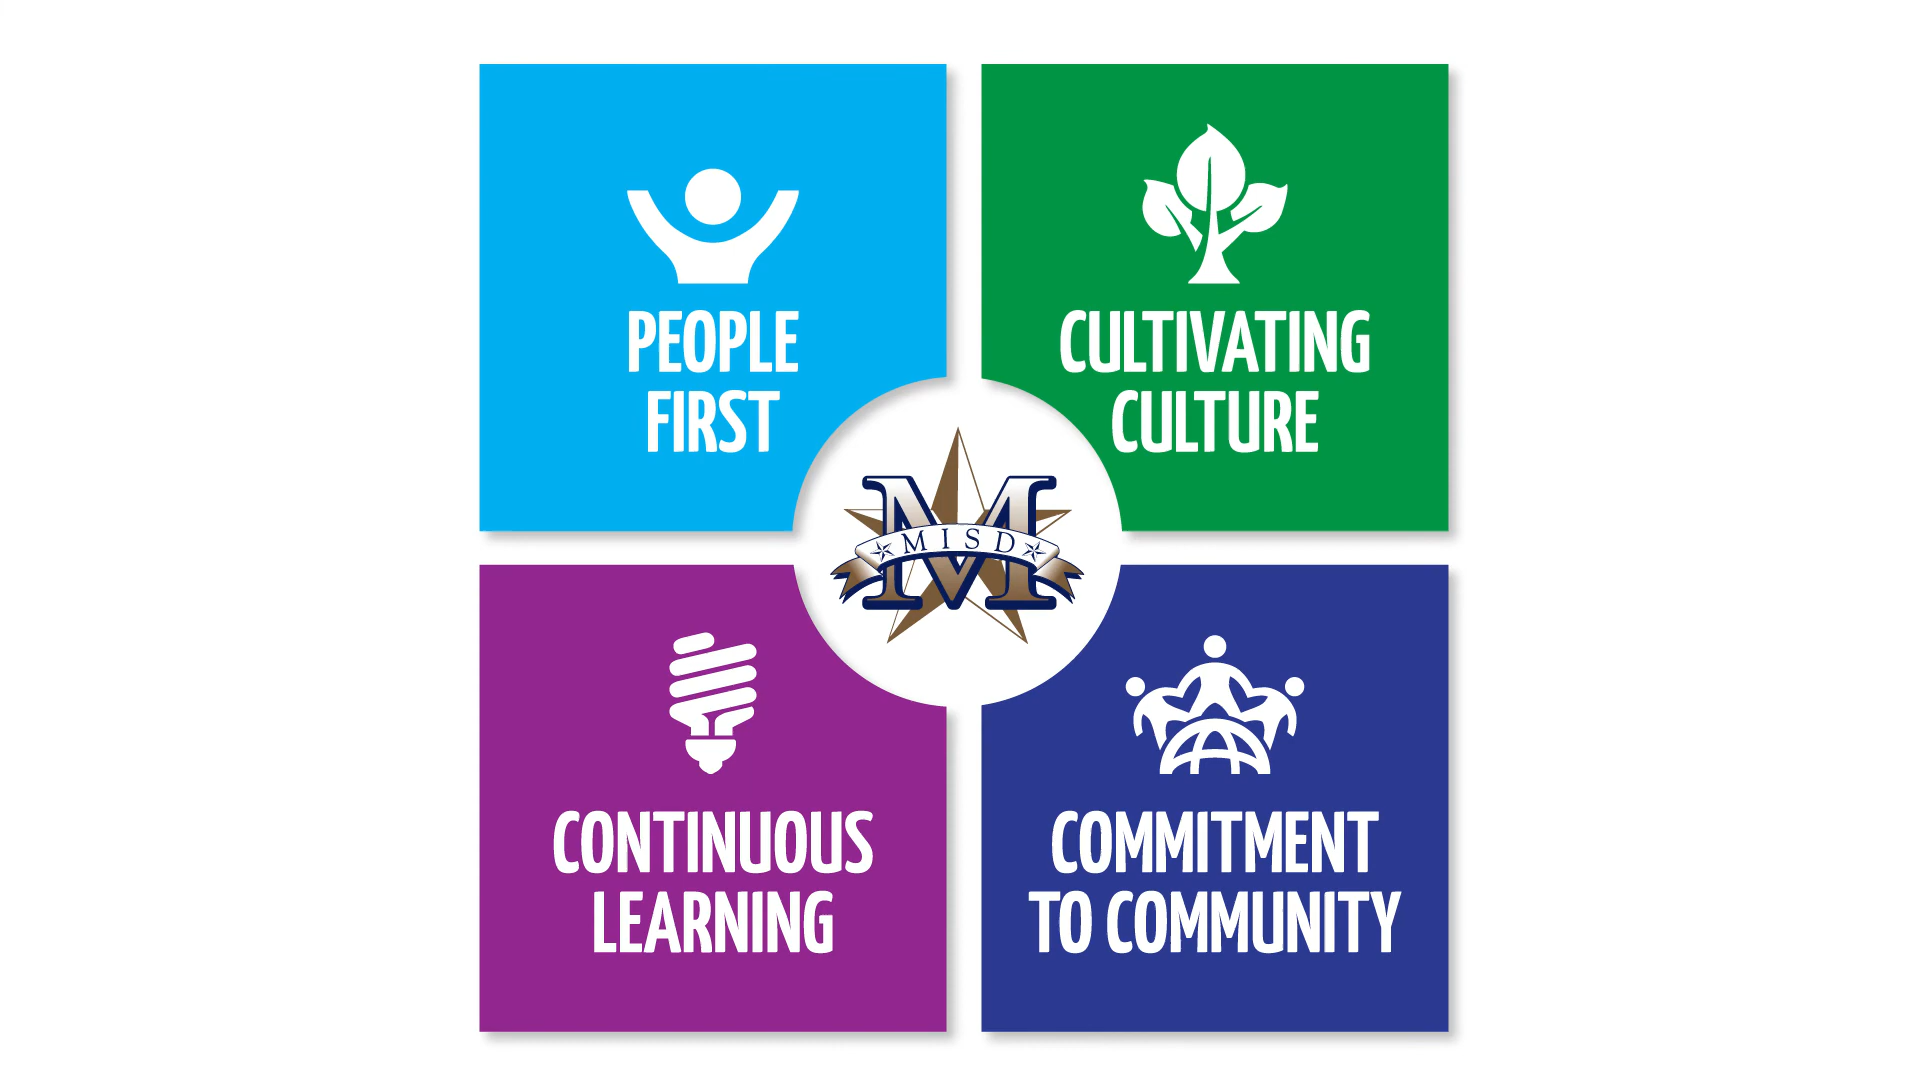 PEOPLE
FIRST
CULTIVATING
CULTURE
M
MISD
CONTINUOUS
LEARNING
COMMITMENT
TO COMMUNITY